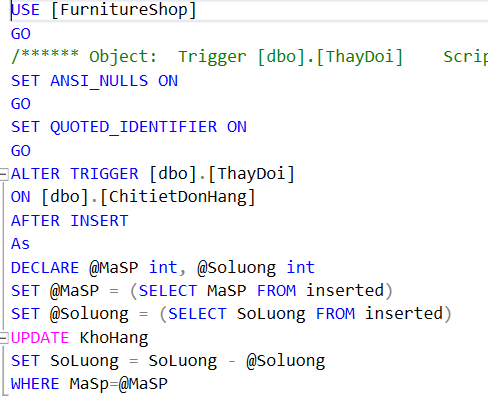 USE [FurnitureShop]
GO
/****** Object:  Trigger [dbo].[ThayDoi]    Scrip
SET ANSI_NULLS ON
GO
SET QUOTED_IDENTIFIER ON
GO
ALTER TRIGGER [dbo].[ThayDoi]
ON [dbo].[ChitietDonHang]
AFTER INSERT
As
DECLARE @MaSP int, @Soluong int
SET @MaSP = (SELECT MaSP FROM inserted)
SET @Soluong = (SELECT SoLuong FROM inserted)
UPDATE KhoHang
SET SoLuong = SoLuong - @Soluong
WHERE MaSp=@MaSP